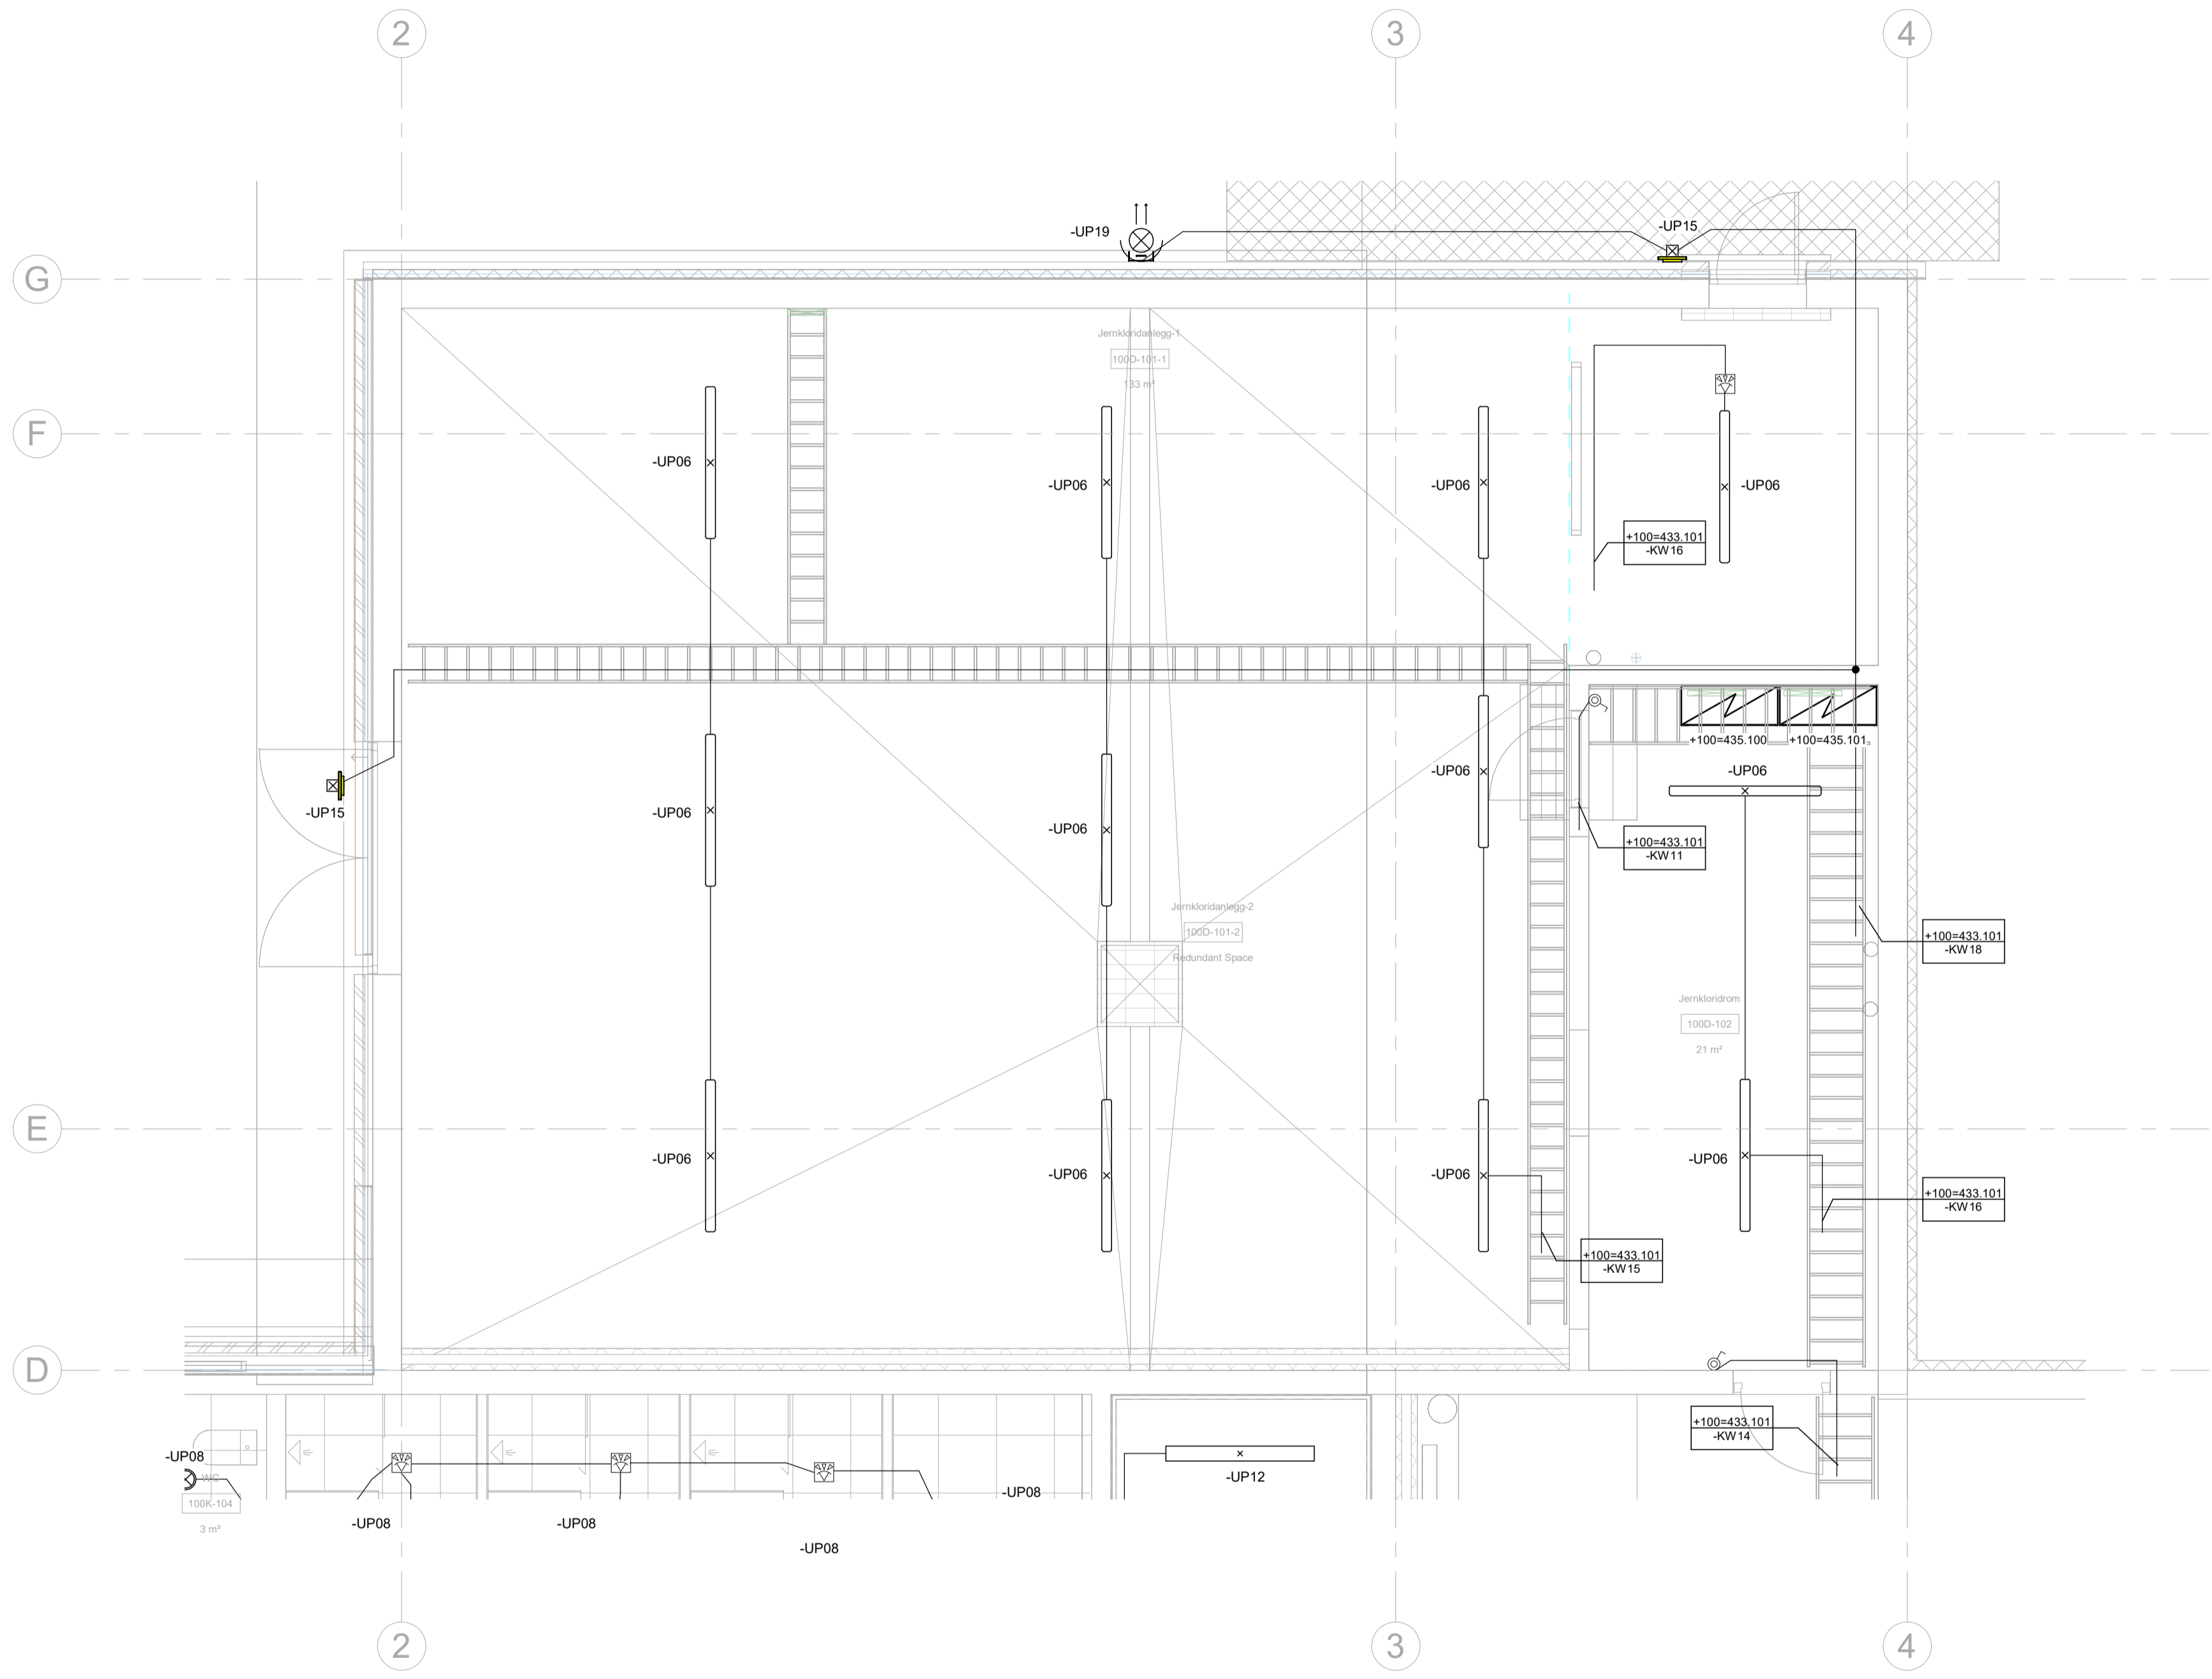 2
3
4
-UP19
-UP15
G
Jernkloridanlegg-1
100D-101-1
133 m²
F
-UP06
-UP06
-UP06
-UP06
+100=433.101
-KW16
+100=435.100
+100=435.101
-UP06
-UP06
-UP15
-UP06
-UP06
+100=433.101
-KW11
Jernkloridanlegg-2
100D-101-2
Redundant Space
+100=433.101
-KW18
Jernkloridrom
100D-102
21 m²
E
-UP06
-UP06
-UP06
-UP06
+100=433.101
-KW16
+100=433.101
-KW15
D
+100=433.101
-KW14
-UP08
WC
100K-104
3 m²
-UP12
-UP08
-UP08
-UP08
-UP08
2
3
4